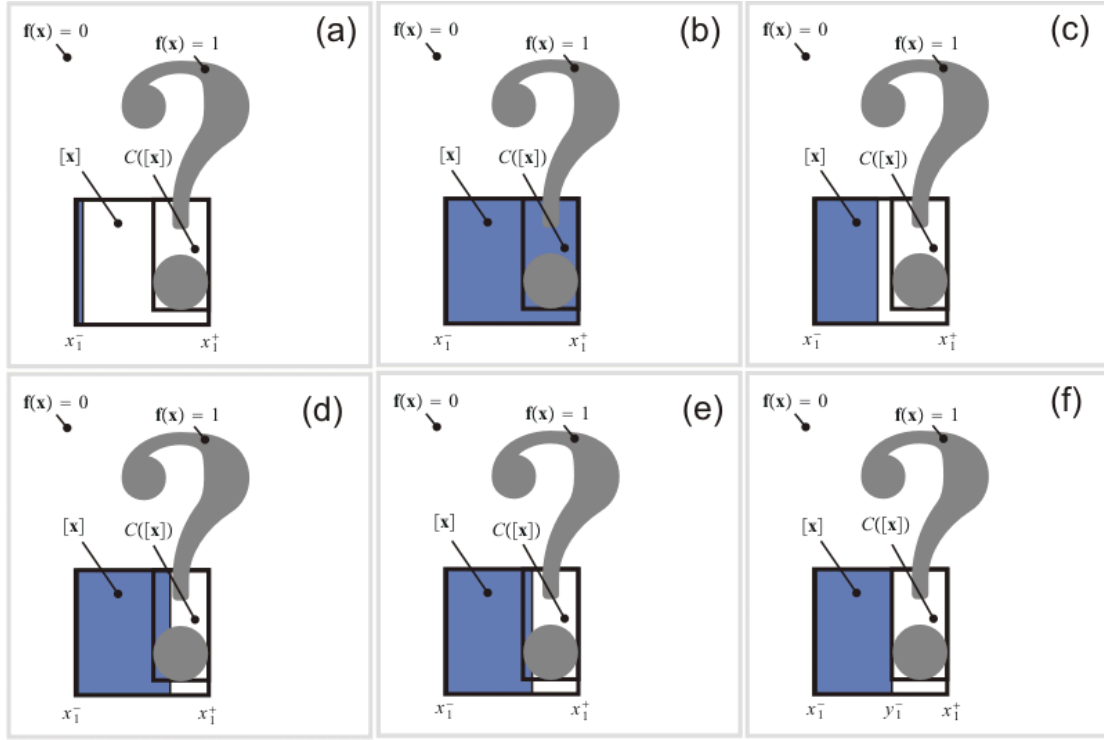 f(x) = 0
f(x) = 1
(a)
[x]
C([x])
x₁⁻
x₁⁺
f(x) = 0
f(x) = 1
(b)
[x]
C([x])
x₁⁻
x₁⁺
f(x) = 0
f(x) = 1
(c)
[x]
C([x])
x₁⁻
x₁⁺
f(x) = 0
f(x) = 1
(d)
[x]
C([x])
x₁⁻
x₁⁺
f(x) = 0
f(x) = 1
(e)
[x]
C([x])
x₁⁻
x₁⁺
f(x) = 0
f(x) = 1
(f)
[x]
C([x])
x₁⁻
y₁⁻
x₁⁺